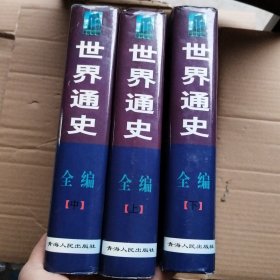 世界通史
全编
【中】
青海人民出版社
世界通史
全编
【上】
青海人民出版社
世界通史
全编
【下】
青海人民出版社